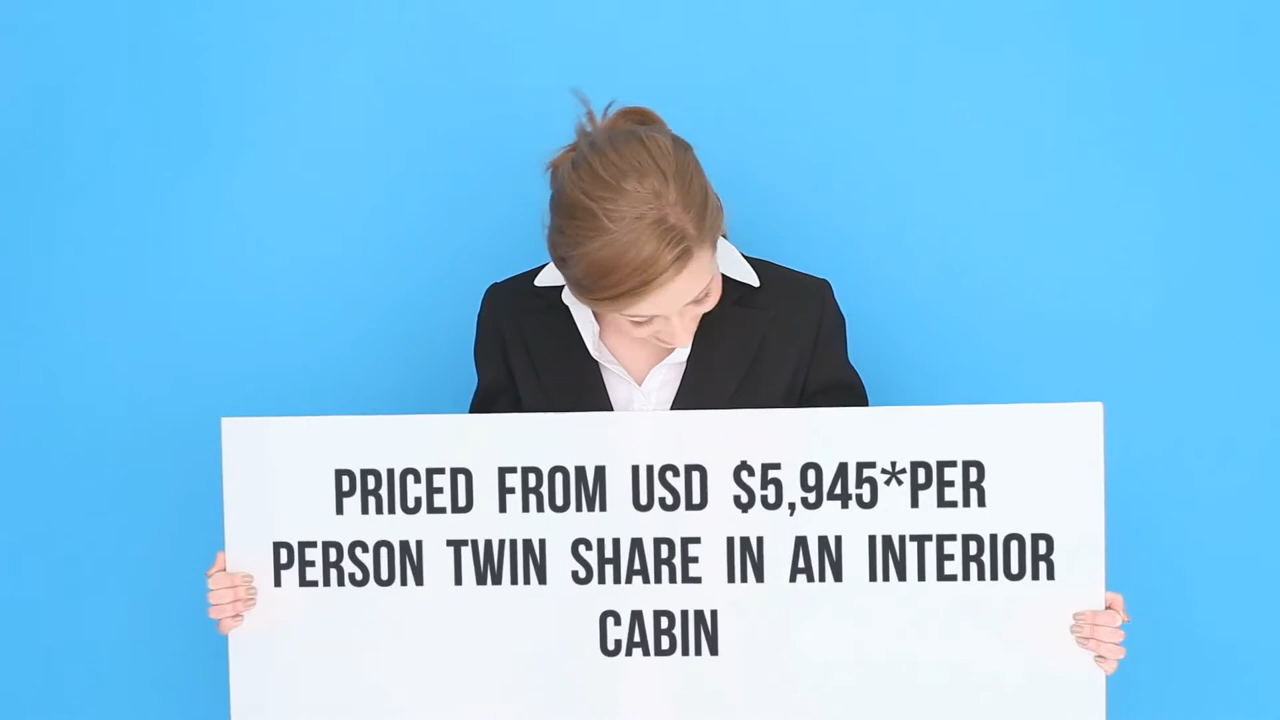 PRICED FROM USD $5,945*PER
PERSON TWIN SHARE IN AN INTERIOR
CABIN